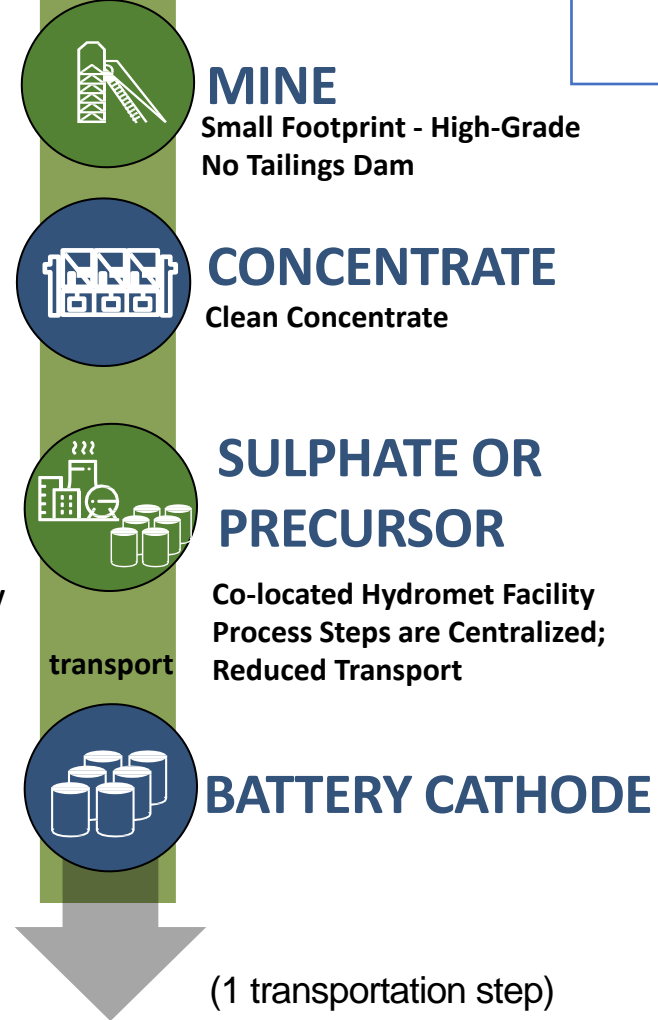 MINE
Small Footprint - High-Grade
No Tailings Dam
CONCENTRATE
Clean Concentrate
SULPHATE OR
PRECURSOR
Co-located Hydromet Facility
Process Steps are Centralized;
transport
Reduced Transport
BATTERY CATHODE
(1 transportation step)